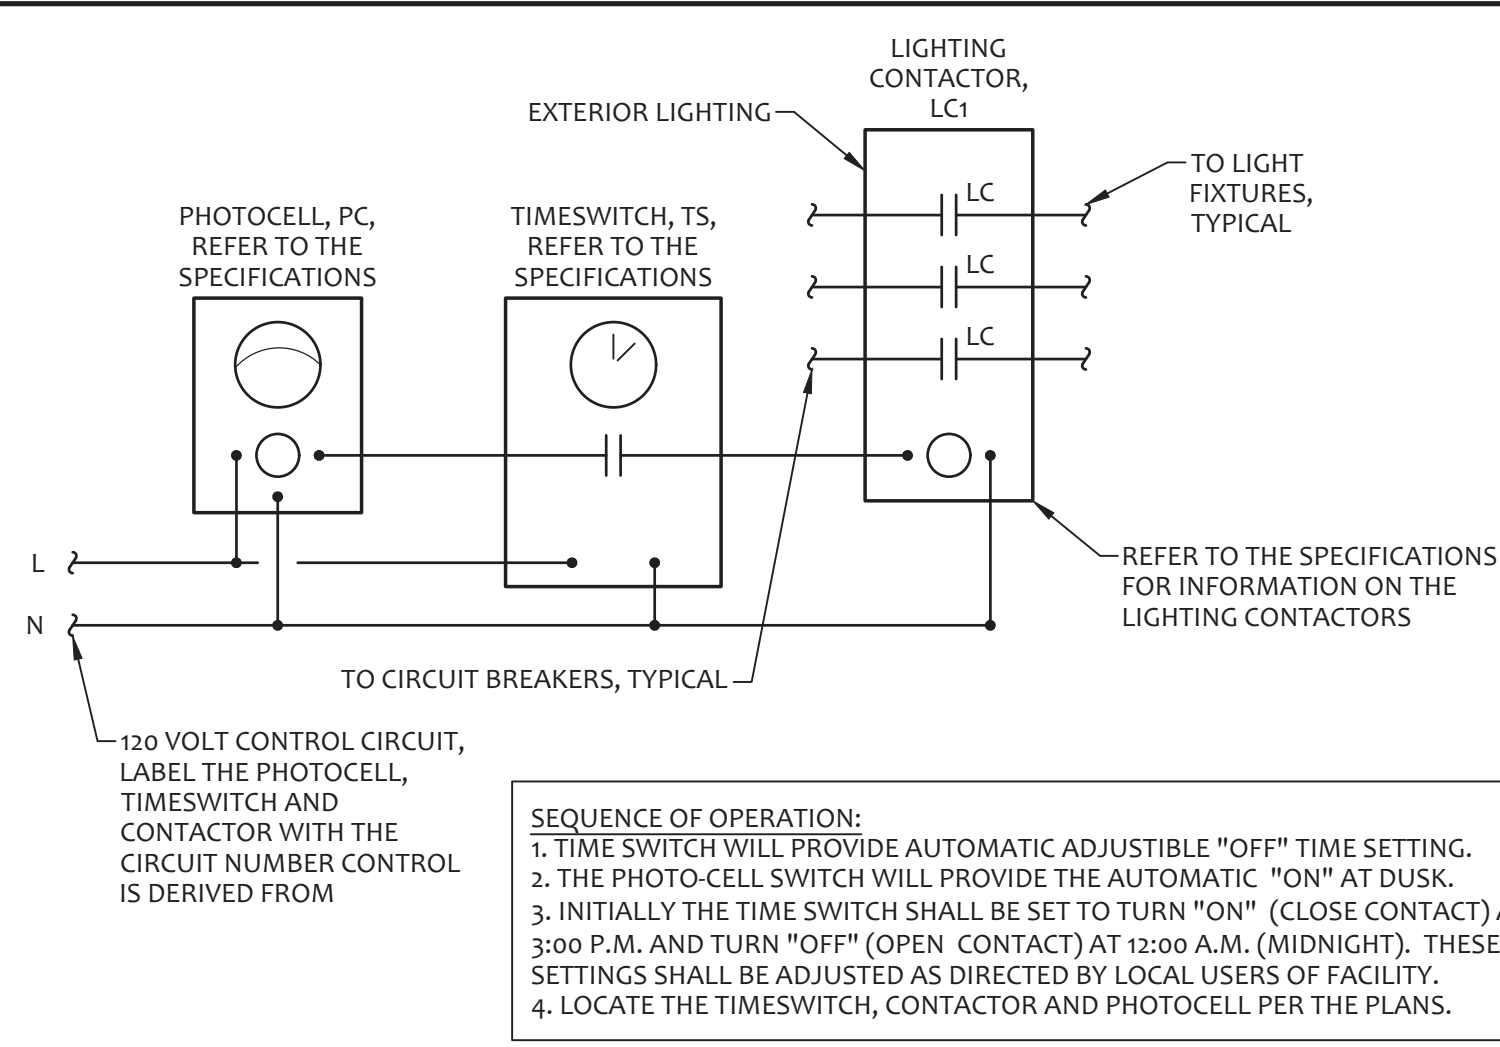 LIGHTING
CONTACTOR,
LC1
EXTERIOR LIGHTING
TO LIGHT
FIXTURES,
TYPICAL
LC
LC
LC
PHOTOCELL, PC,
REFER TO THE
SPECIFICATIONS
TIMESWITCH, TS,
REFER TO THE
SPECIFICATIONS
L
N
REFER TO THE SPECIFICATIONS
FOR INFORMATION ON THE
LIGHTING CONTACTORS
TO CIRCUIT BREAKERS, TYPICAL
120 VOLT CONTROL CIRCUIT,
LABEL THE PHOTOCELL,
TIMESWITCH AND
CONTACTOR WITH THE
CIRCUIT NUMBER CONTROL
IS DERIVED FROM
SEQUENCE OF OPERATION:
1. TIME SWITCH WILL PROVIDE AUTOMATIC ADJUSTIBLE "OFF" TIME SETTING.
2. THE PHOTO-CELL SWITCH WILL PROVIDE THE AUTOMATIC "ON" AT DUSK.
3. INITIALLY THE TIME SWITCH SHALL BE SET TO TURN "ON" (CLOSE CONTACT)
3:00 P.M. AND TURN "OFF" (OPEN CONTACT) AT 12:00 A.M. (MIDNIGHT). THESE
SETTINGS SHALL BE ADJUSTED AS DIRECTED BY LOCAL USERS OF FACILITY.
4. LOCATE THE TIMESWITCH, CONTACTOR AND PHOTOCELL PER THE PLANS.